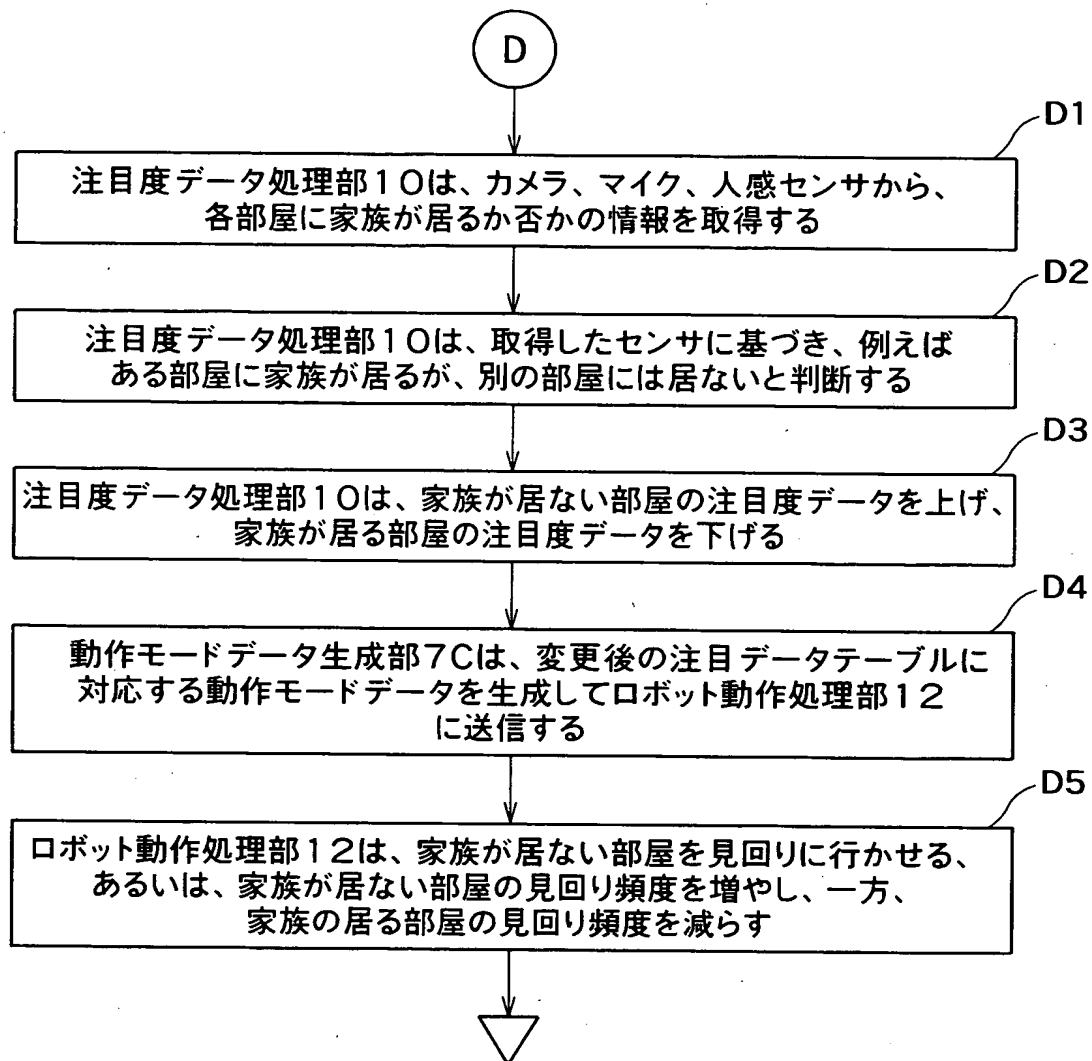 D
D1
注目度データ処理部10は、カメラ、マイク、人感センサから、
各部屋に家族が居るか否かの情報を取得する
D2
注目度データ処理部10は、取得したセンサに基づき、例えば
ある部屋に家族が居るが、別の部屋には居ないと判断する
D3
注目度データ処理部10は、家族が居ない部屋の注目度データを上げ、
家族が居る部屋の注目度データを下げる
D4
動作モードデータ生成部7Cは、変更後の注目データテーブルに
対応する動作モードデータを生成してロボット動作処理部12
に送信する
D5
ロボット動作処理部12は、家族が居ない部屋を見回りに行かせる、
あるいは、家族が居ない部屋の見回り頻度を増やし、一方、
家族の居る部屋の見回り頻度を減らす